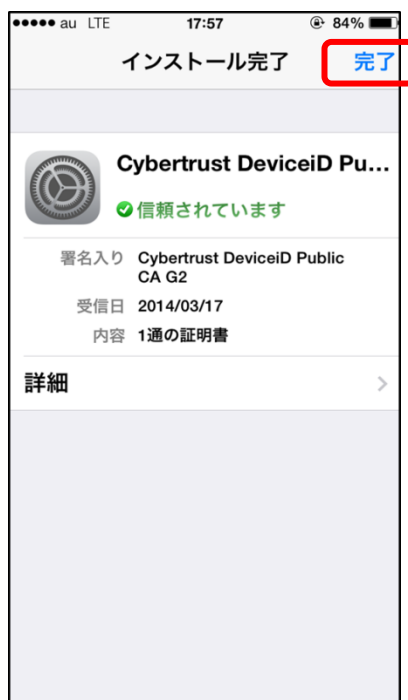 au LTE 17:57 84%
インストール完了 完了
Cybertrust DeviceiD Pu...
信頼されています
署名入り Cybertrust DeviceiD Public
CA G2
受信日 2014/03/17
内容 1通の証明書
詳細